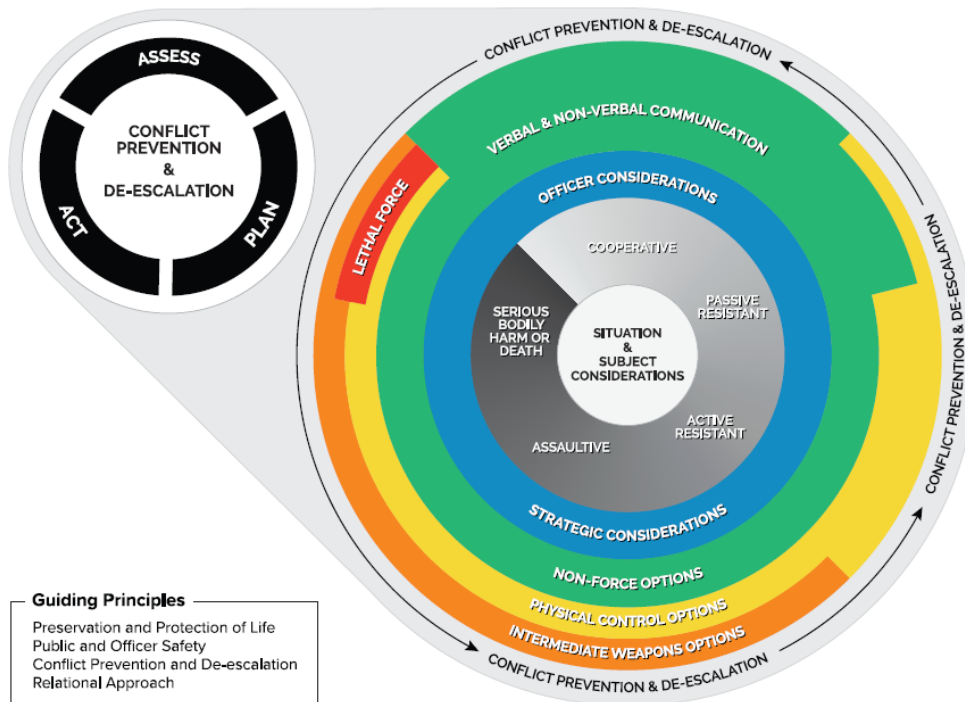 ASSESS
CONFLICT
PREVENTION
&
DE-ESCALATION
ACT
PLAN
CONFLICT PREVENTION & DE-ESCALATION
VERBAL & NON-VERBAL COMMUNICATION
OFFICER CONSIDERATIONS
COOPERATIVE
LETHAL FORCE
PASSIVE
RESISTANT
SERIOUS
BODILY
HARM OR
DEATH
SITUATION
&
SUBJECT
CONSIDERATIONS
CONFLICT PREVENTION & DE-ESCALATION
ACTIVE
RESISTANT
ASSAULTIVE
STRATEGIC CONSIDERATIONS
NON-FORCE OPTIONS
PHYSICAL CONTROL OPTIONS
INTERMEDIATE WEAPONS OPTIONS
CONFLICT PREVENTION & DE-ESCALATION
Guiding Principles
Preservation and Protection of Life
Public and Officer Safety
Conflict Prevention and De-escalation
Relational Approach